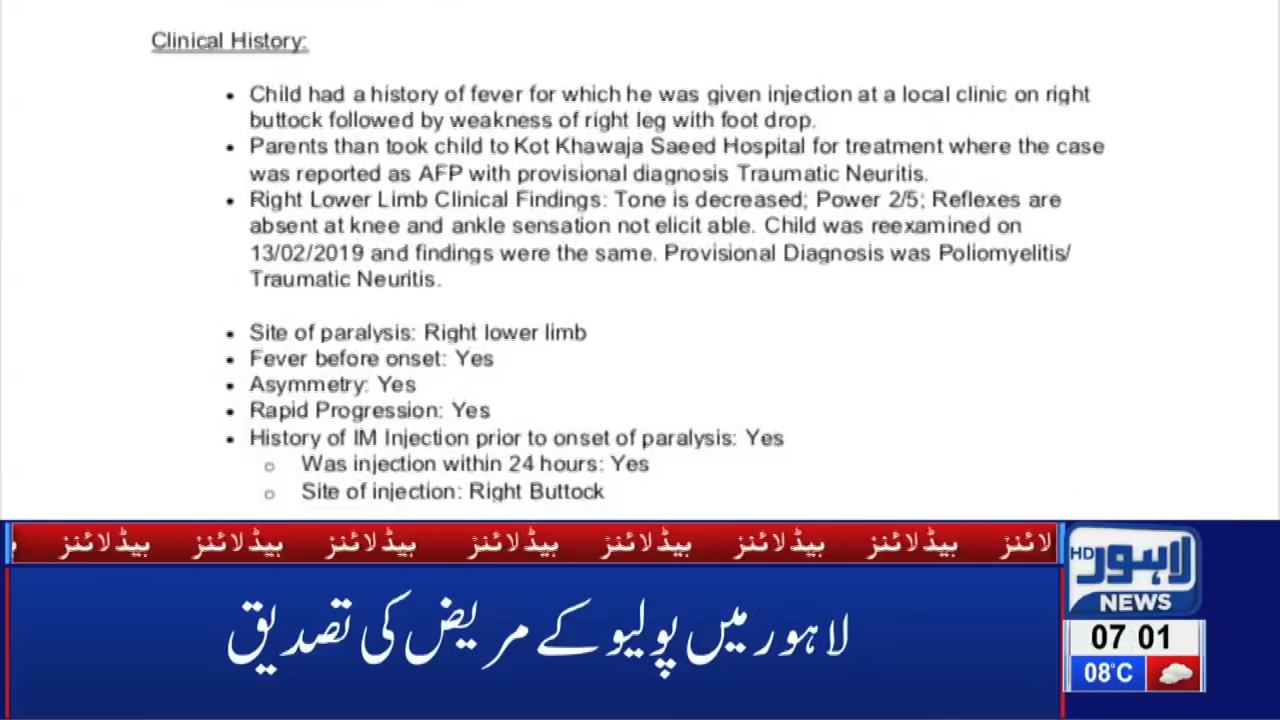 Clinical History:
• Child had a history of fever for which he was given injection at a local clinic on right
buttock followed by weakness of right leg with foot drop.
• Parents than took child to Kot Khawaja Saeed Hospital for treatment where the case
was reported as AFP with provisional diagnosis Traumatic Neuritis.
• Right Lower Limb Clinical Findings: Tone is decreased; Power 2/5; Reflexes are
absent at knee and ankle sensation not elicit able. Child was reexamined on
13/02/2019 and findings were the same. Provisional Diagnosis was Poliomyelitis/
Traumatic Neuritis.
• Site of paralysis: Right lower limb
• Fever before onset: Yes
• Asymmetry: Yes
• Rapid Progression: Yes
• History of IM Injection prior to onset of paralysis: Yes
o Was injection within 24 hours: Yes
o Site of injection: Right Buttock
لائنز ہیڈلائنز ہیڈلائنز ہیڈلائنز ہیڈلائنز ہیڈلائنز ہیڈلائنز ہیڈلائنز
لاہور میں پولیو کے مریض کی تصدیق
لاہور HD
NEWS
07 01
08°C